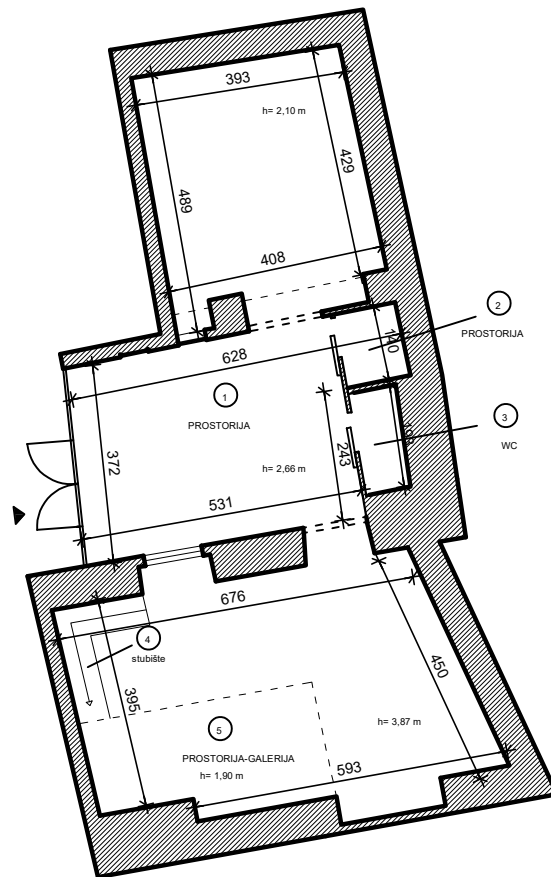 393
h= 2,10 m
429
489
408
2
PROSTORIJA
140
628
1
PROSTORIJA
3
WC
193
372
h= 2,66 m
243
531
676
4
stubište
395
450
5
h= 3,87 m
PROSTORIJA-GALERIJA
h= 1,90 m
593